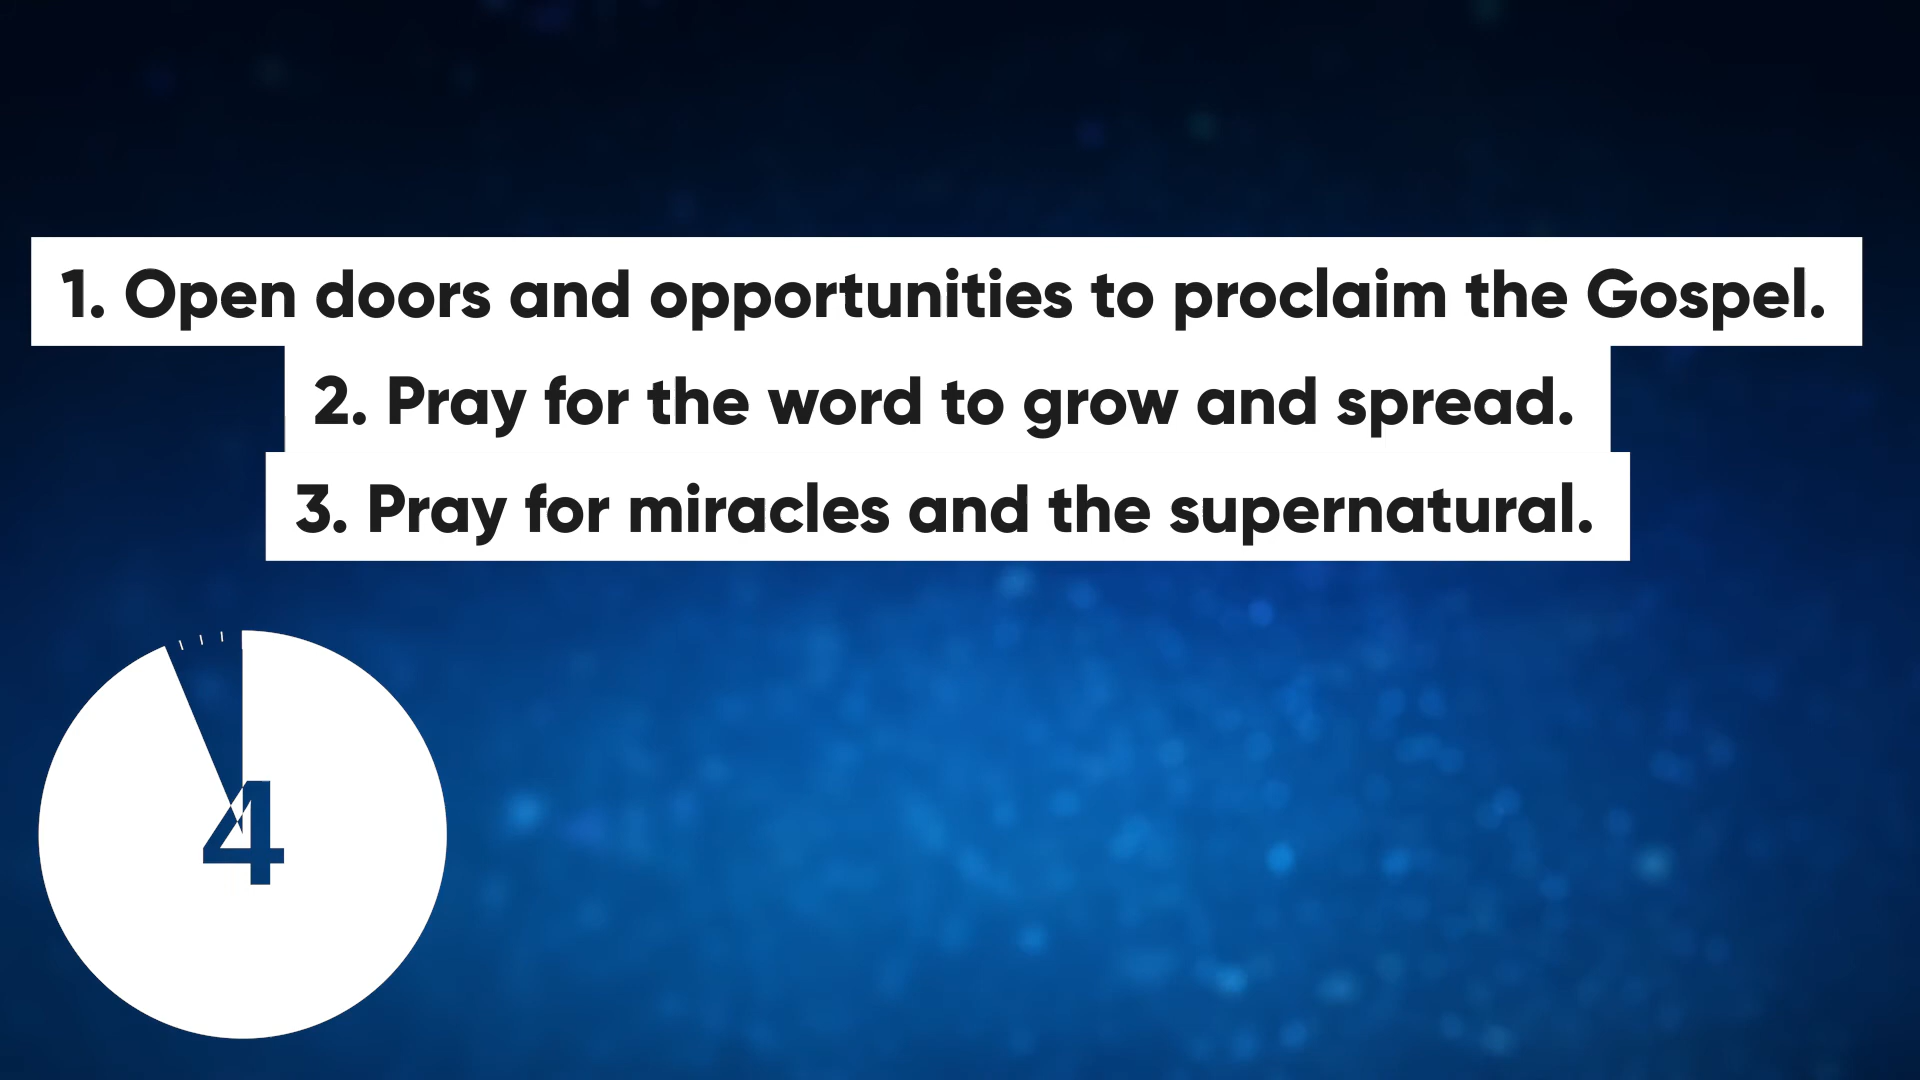 1. Open doors and opportunities to proclaim the Gospel.
2. Pray for the word to grow and spread.
3. Pray for miracles and the supernatural.
4